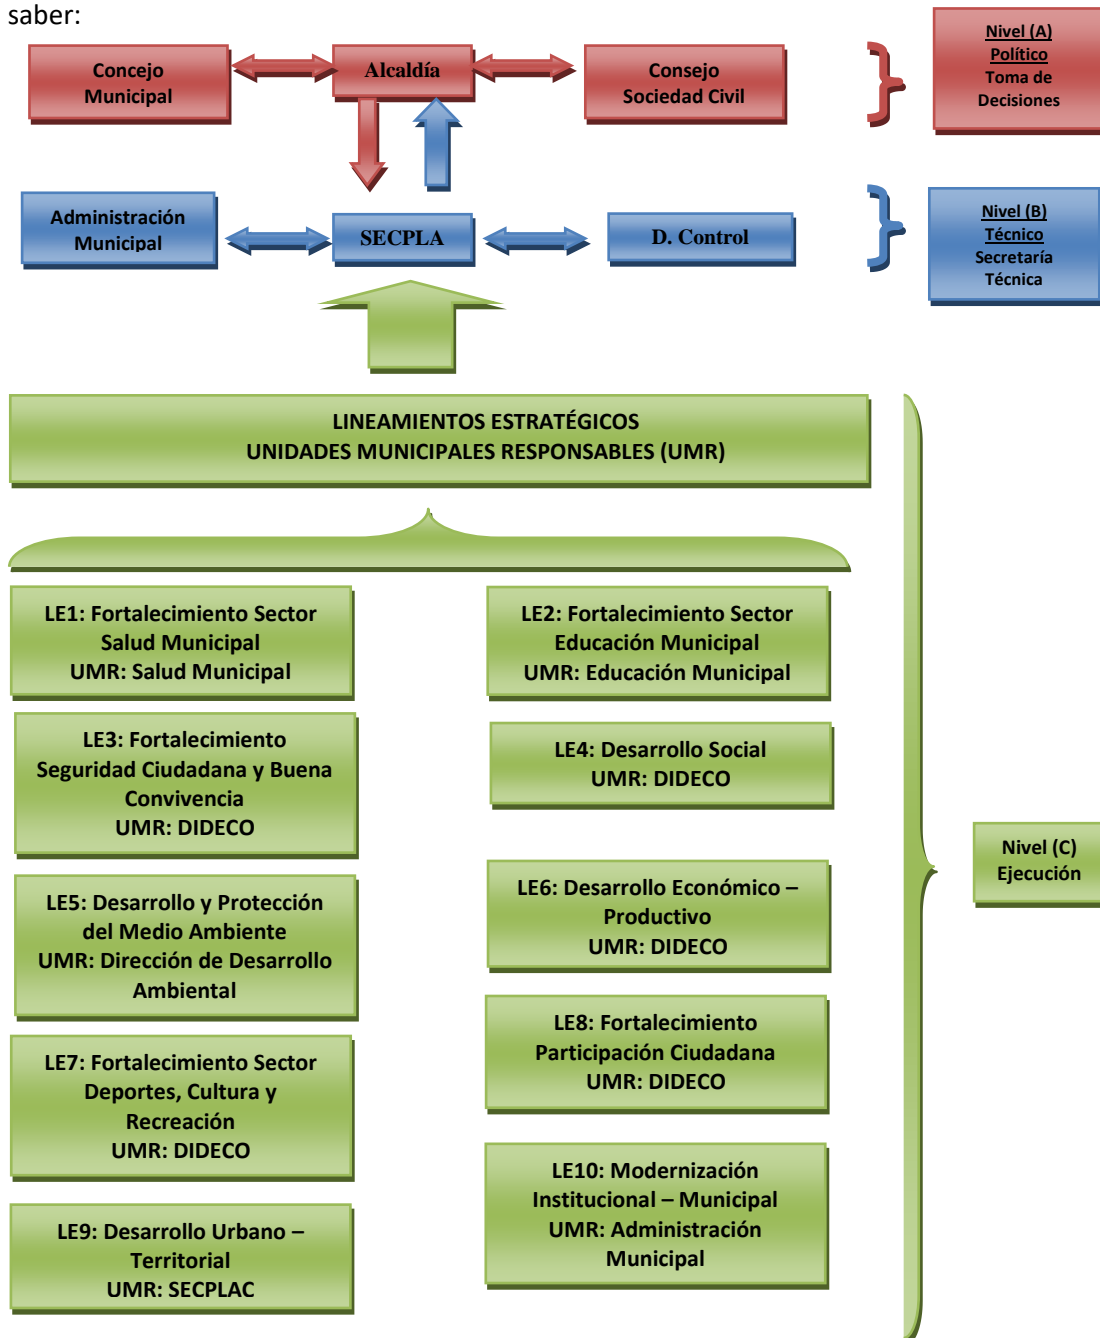 saber:
Concejo
Municipal
Alcaldía
Consejo
Sociedad Civil
Nivel (A)
Político
Toma de
Decisiones
Administración
Municipal
SECPLA
D. Control
Nivel (B)
Técnico
Secretaría
Técnica
LINEAMIENTOS ESTRATÉGICOS
UNIDADES MUNICIPALES RESPONSABLES (UMR)
LE1: Fortalecimiento Sector
Salud Municipal
UMR: Salud Municipal
LE2: Fortalecimiento Sector
Educación Municipal
UMR: Educación Municipal
LE3: Fortalecimiento
Seguridad Ciudadana y Buena
Convivencia
UMR: DIDECO
LE4: Desarrollo Social
UMR: DIDECO
Nivel (C)
Ejecución
LE5: Desarrollo y Protección
del Medio Ambiente
UMR: Dirección de Desarrollo
Ambiental
LE6: Desarrollo Económico –
Productivo
UMR: DIDECO
LE7: Fortalecimiento Sector
Deportes, Cultura y
Recreación
UMR: DIDECO
LE8: Fortalecimiento
Participación Ciudadana
UMR: DIDECO
LE9: Desarrollo Urbano –
Territorial
UMR: SECPLAC
LE10: Modernización
Institucional – Municipal
UMR: Administración
Municipal